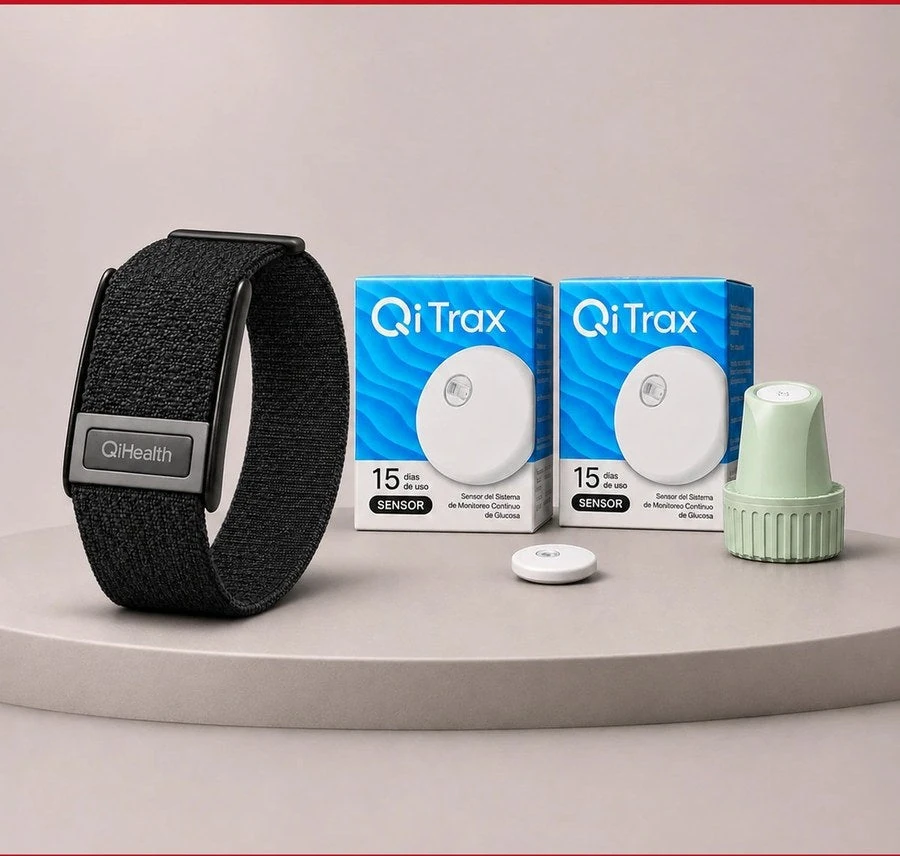 QiHealth
Qi Trax
15 días
de uso
SENSOR
Sensor del Sistema
de Monitoreo Continuo
de Glucosa
Qi Trax
15 días
de uso
SENSOR
Sensor del Sistema
de Monitoreo Continuo
de Glucosa